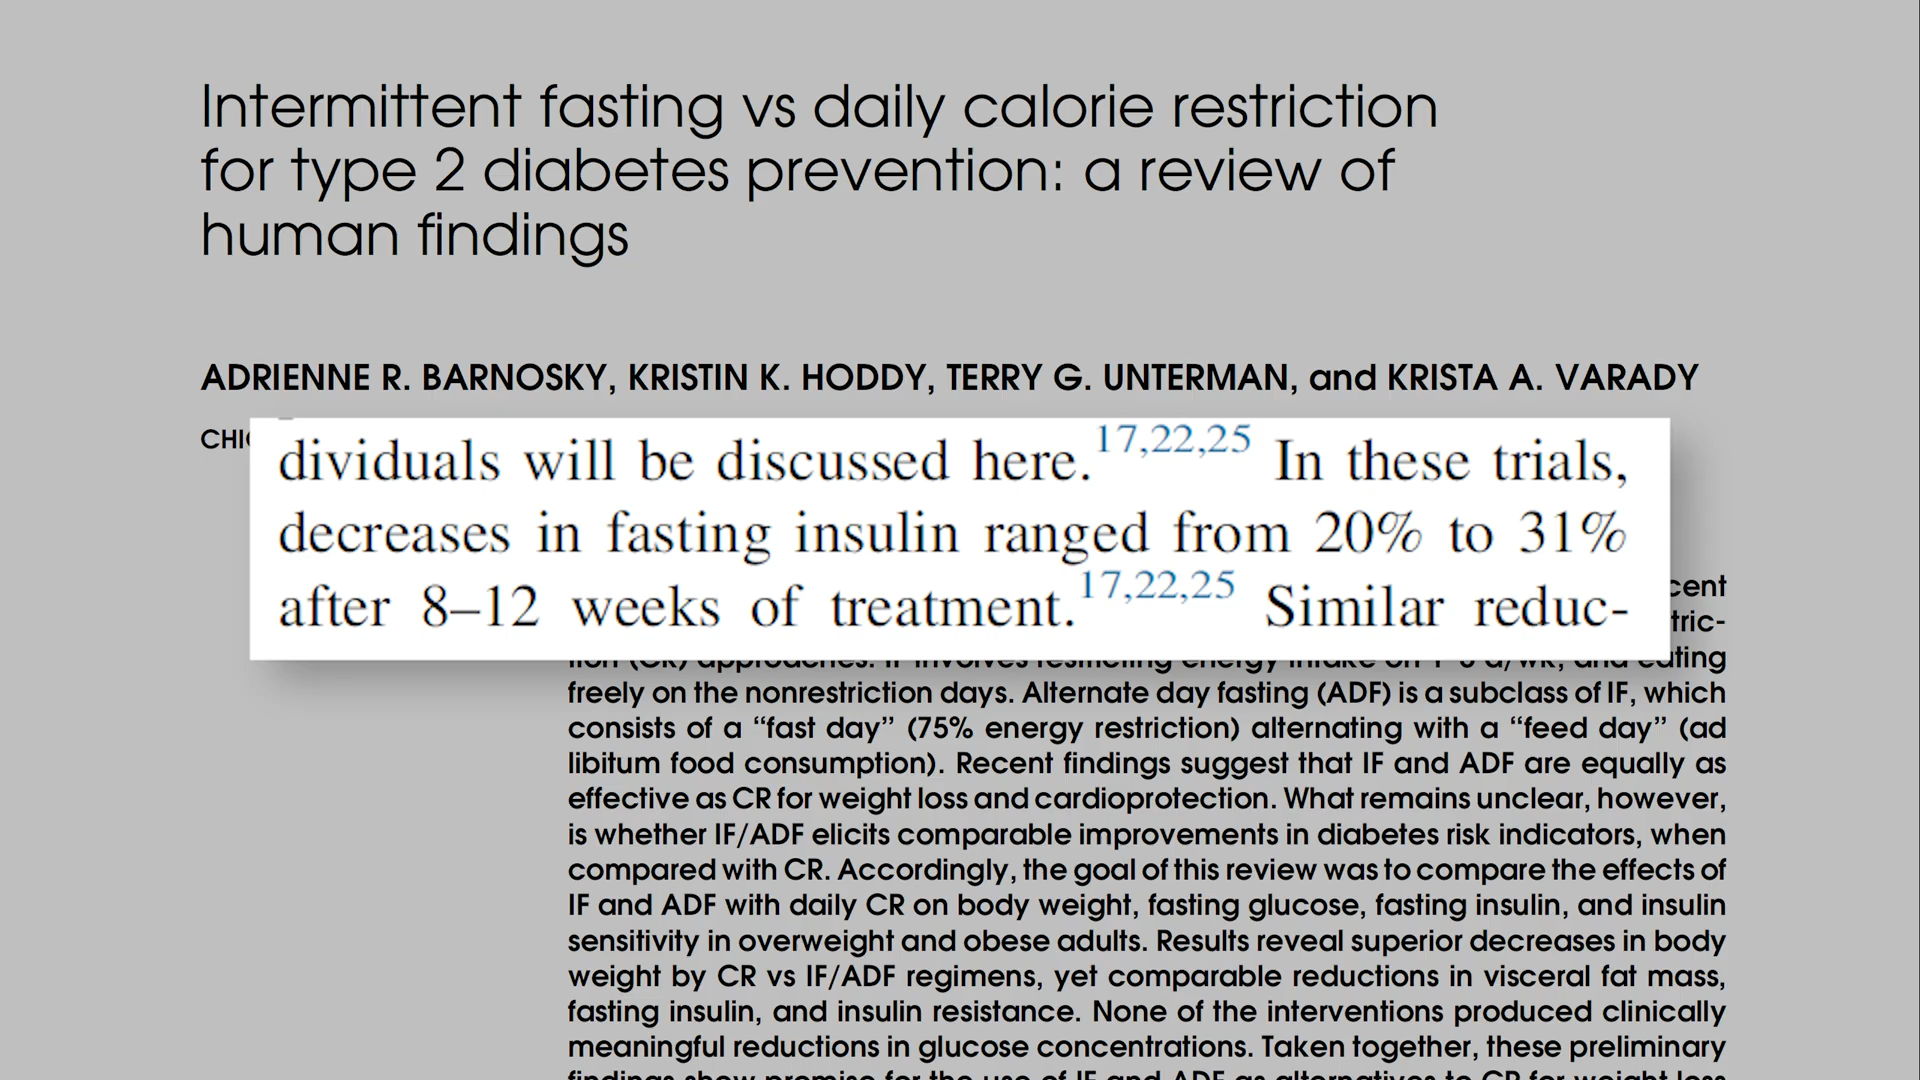 Intermittent fasting vs daily calorie restriction
for type 2 diabetes prevention: a review of
human findings
ADRIENNE R. BARNOSKY, KRISTIN K. HODDY, TERRY G. UNTERMAN, and KRISTA A. VARADY
dividuals will be discussed here.17,22,25 In these trials,
decreases in fasting insulin ranged from 20% to 31%
after 8–12 weeks of treatment.17,22,25 Similar reduc-
freely on the nonrestriction days. Alternate day fasting (ADF) is a subclass of IF, which
consists of a “fast day” (75% energy restriction) alternating with a “feed day” (ad
libitum food consumption). Recent findings suggest that IF and ADF are equally as
effective as CR for weight loss and cardioprotection. What remains unclear, however,
is whether IF/ADF elicits comparable improvements in diabetes risk indicators, when
compared with CR. Accordingly, the goal of this review was to compare the effects of
IF and ADF with daily CR on body weight, fasting glucose, fasting insulin, and insulin
sensitivity in overweight and obese adults. Results reveal superior decreases in body
weight by CR vs IF/ADF regimens, yet comparable reductions in visceral fat mass,
fasting insulin, and insulin resistance. None of the interventions produced clinically
meaningful reductions in glucose concentrations. Taken together, these preliminary